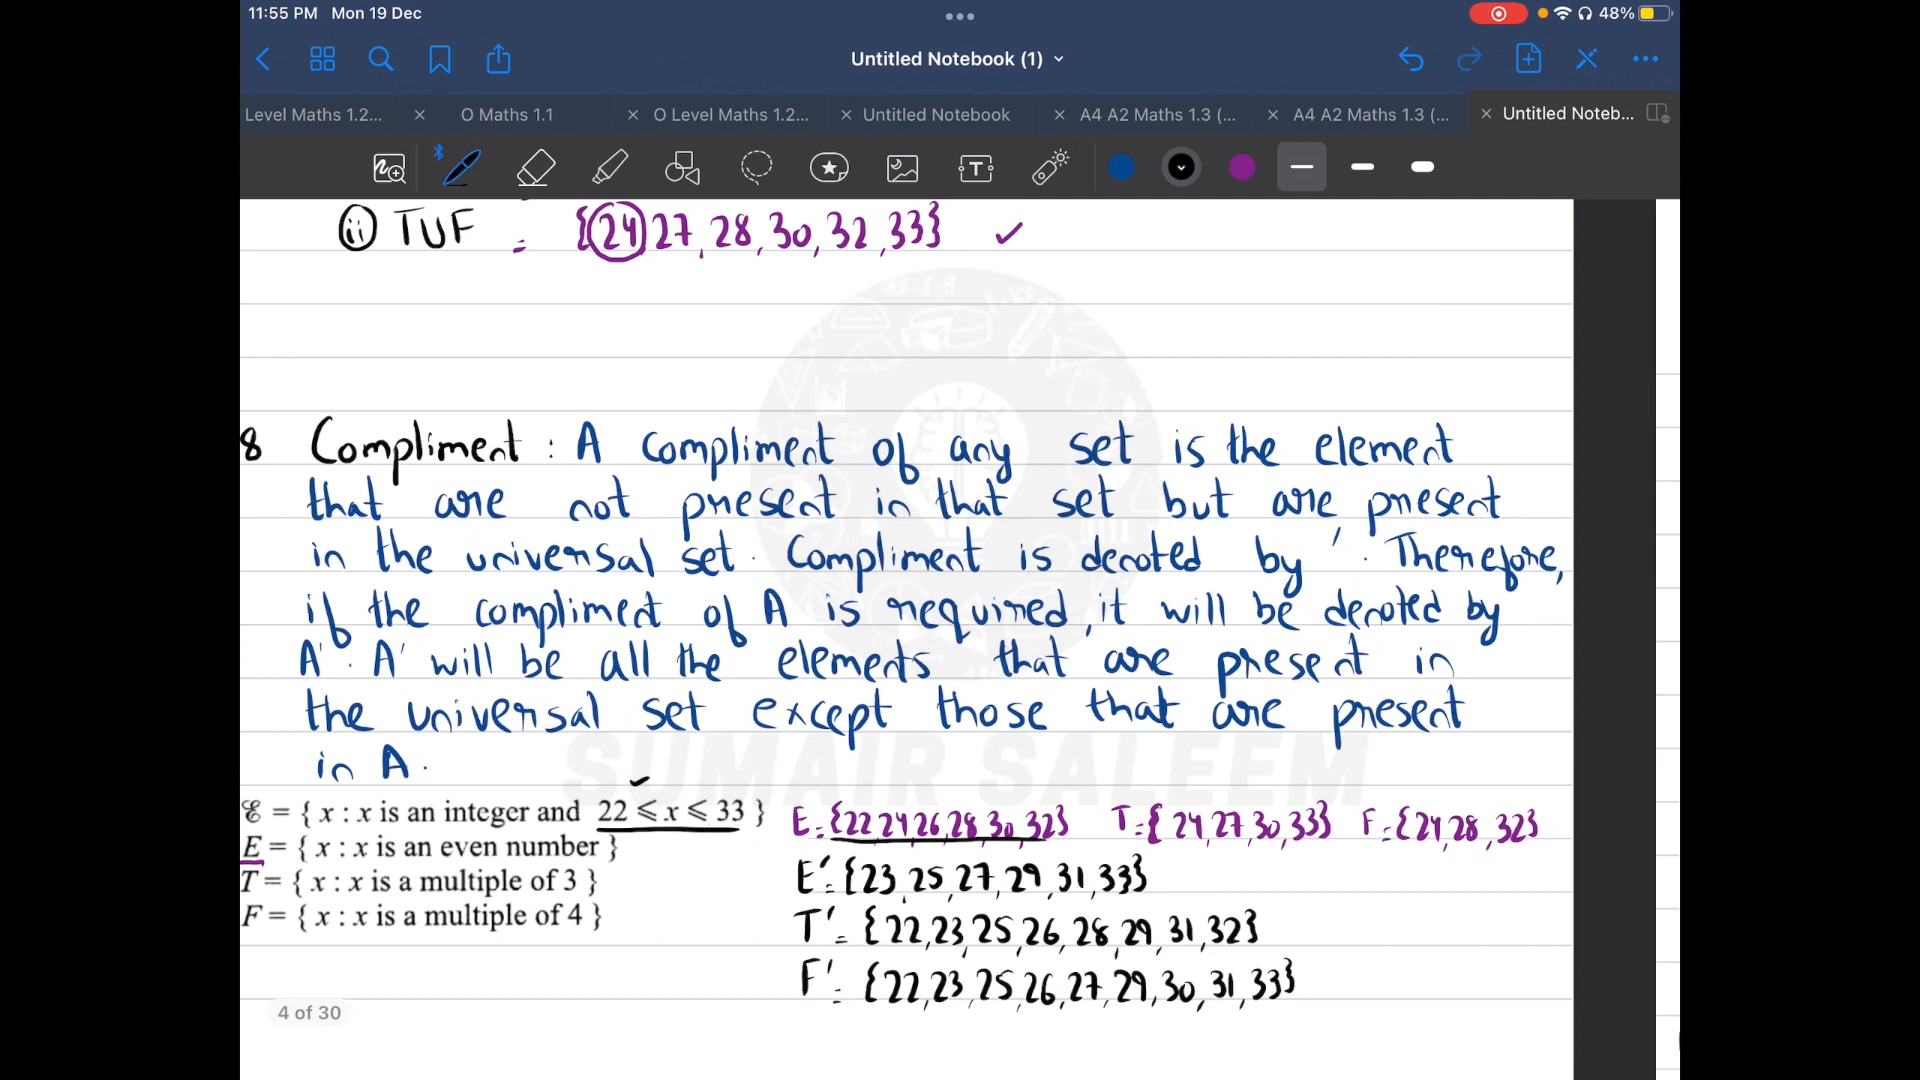 11:55 PM Mon 19 Dec
48%
Untitled Notebook (1)
Level Maths 1.2... × O Maths 1.1 × O Level Maths 1.2... × Untitled Notebook × A4 A2 Maths 1.3 (... × A4 A2 Maths 1.3 (... × Untitled Noteb...
(ii) TUF = {24 27, 28, 30, 32, 33} ✓
8 Compliment : A compliment of any set is the element
that are not present in that set but are present
in the universal set. Compliment is denoted by '. Therefore,
if the compliment of A is required, it will be denoted by
A'. A' will be all the elements that are present in
the universal set except those that are present
in A.
SUMAIR SALEEM
ℰ = { x : x is an integer and 22 ⩽ x ⩽ 33 }
E = { x : x is an even number }
T = { x : x is a multiple of 3 }
F = { x : x is a multiple of 4 }
E = {22,24,26,28,30,32} T = { 24,27,30,33} F = {24,28,32}
E' = {23,25,27,29,31,33}
T' = {22,23,25,26,28,29,31,32}
F' = {22,23,25,26,27,29,30,31,33}
4 of 30